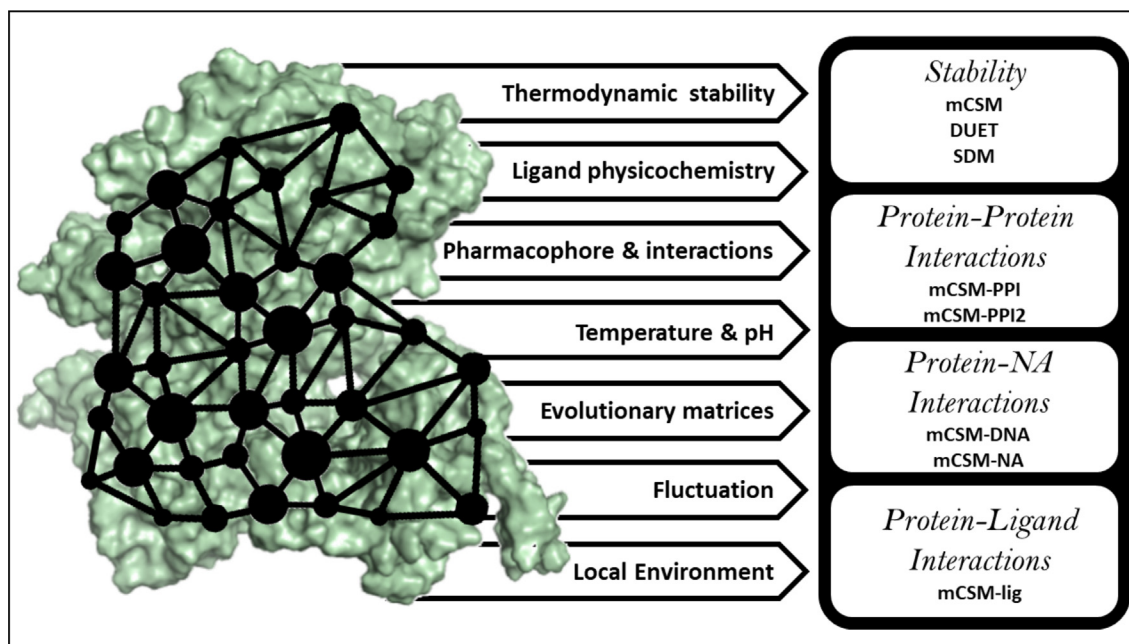 Thermodynamic stability
Ligand physicochemistry
Pharmacophore & interactions
Temperature & pH
Evolutionary matrices
Fluctuation
Local Environment
Stability
mCSM
DUET
SDM
Protein-Protein
Interactions
mCSM-PPI
mCSM-PPI2
Protein-NA
Interactions
mCSM-DNA
mCSM-NA
Protein-Ligand
Interactions
mCSM-lig